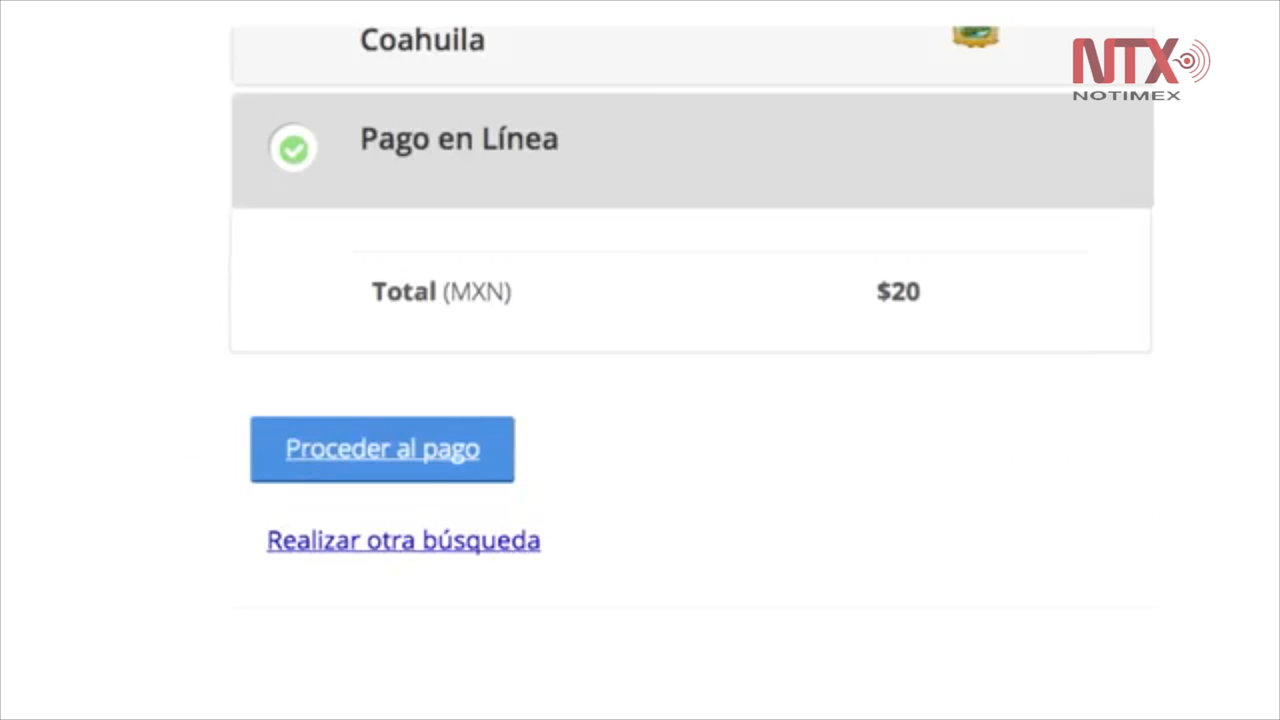 Coahuila
NTX
NOTIMEX
Pago en Línea
Total (MXN) $20
Proceder al pago
Realizar otra búsqueda